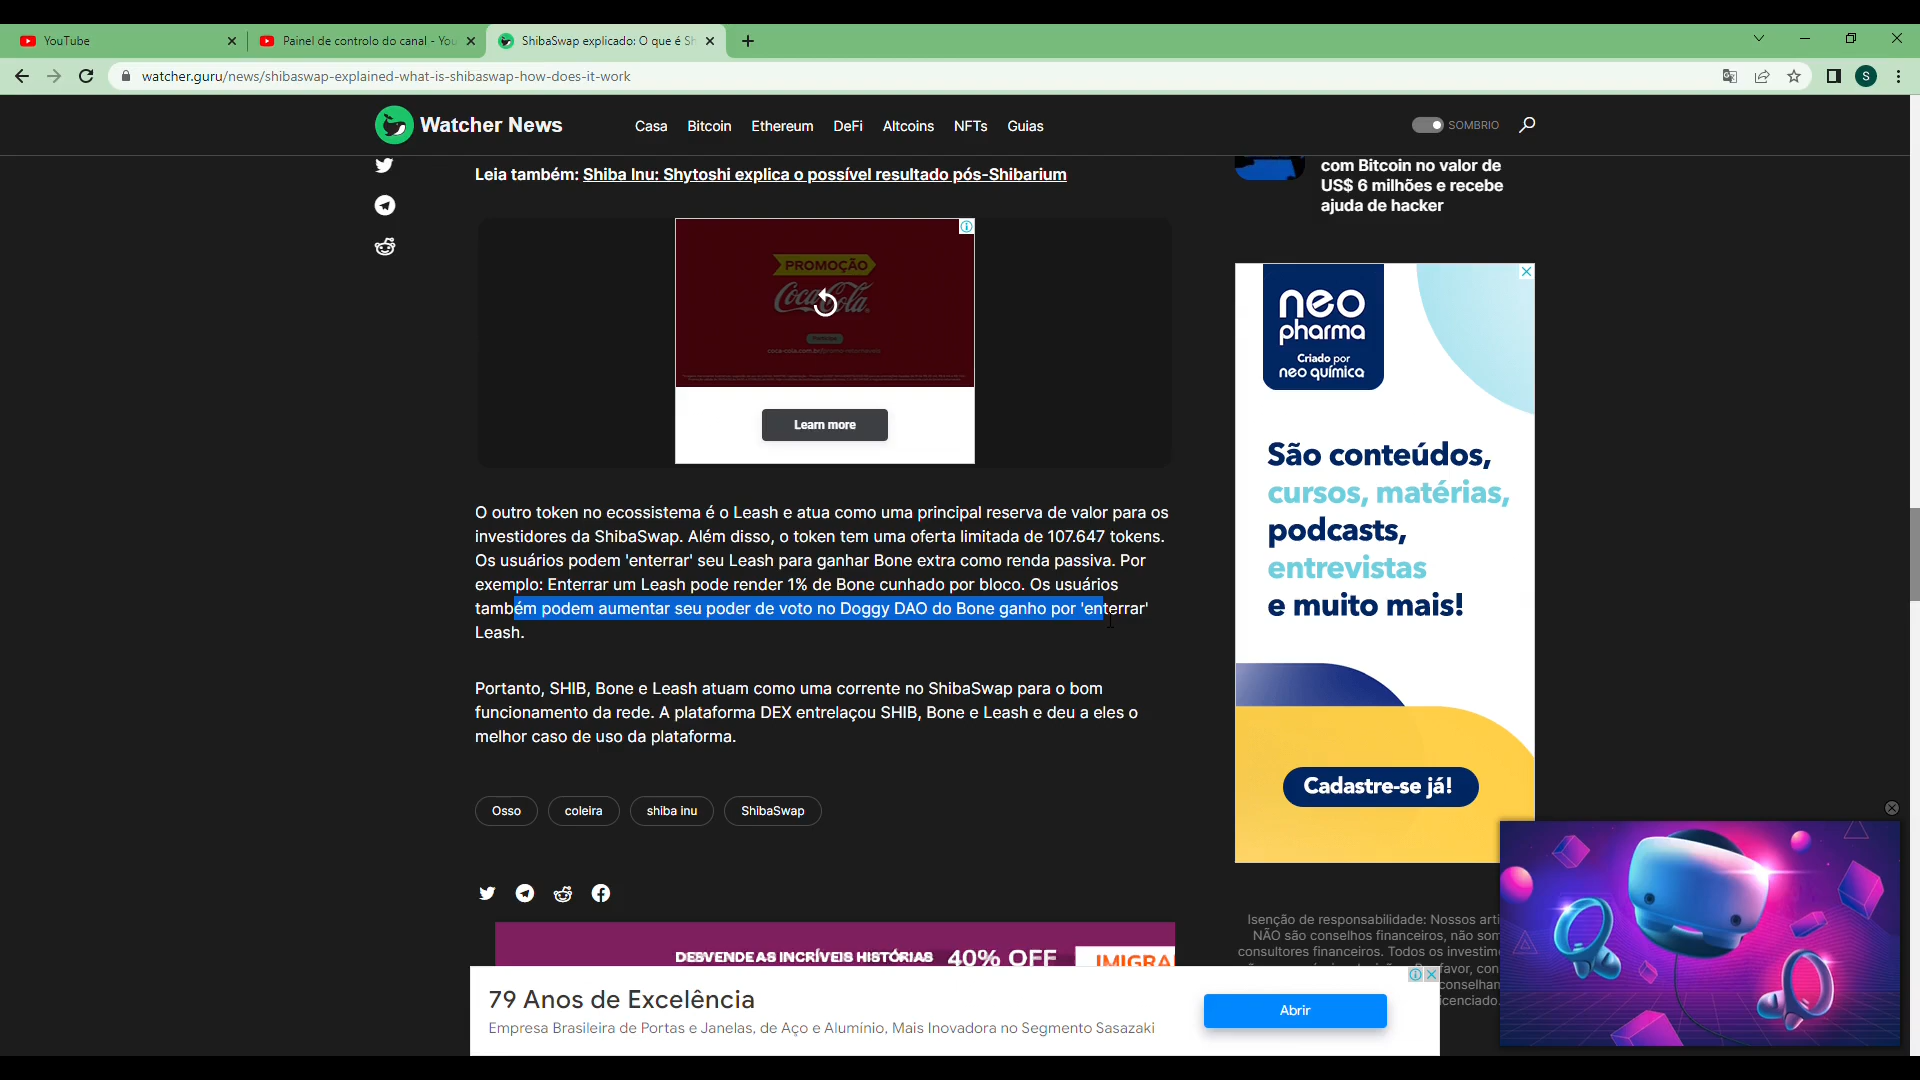 YouTube
Painel de controlo do canal - You
ShibaSwap explicado: O que é Sh
watcher.guru/news/shibaswap-explained-what-is-shibaswap-how-does-it-work
S
Watcher News
Casa Bitcoin Ethereum DeFi Altcoins NFTs Guias
SOMBRIO
Leia também: Shiba Inu: Shytoshi explica o possível resultado pós-Shibarium
com Bitcoin no valor de
US$ 6 milhões e recebe
ajuda de hacker
PROMOÇÃO
Coca-Cola
Learn more
neo
pharma
Criado por
neo química
São conteúdos,
cursos, matérias,
podcasts,
entrevistas
e muito mais!
Cadastre-se já!
O outro token no ecossistema é o Leash e atua como uma principal reserva de valor para os
investidores da ShibaSwap. Além disso, o token tem uma oferta limitada de 107.647 tokens.
Os usuários podem 'enterrar' seu Leash para ganhar Bone extra como renda passiva. Por
exemplo: Enterrar um Leash pode render 1% de Bone cunhado por bloco. Os usuários
também podem aumentar seu poder de voto no Doggy DAO do Bone ganho por 'enterrar'
Leash.
Portanto, SHIB, Bone e Leash atuam como uma corrente no ShibaSwap para o bom
funcionamento da rede. A plataforma DEX entrelaçou SHIB, Bone e Leash e deu a eles o
melhor caso de uso da plataforma.
Osso coleira shiba inu ShibaSwap
DESVENDE AS INCRÍVEIS HISTÓRIAS 40% OFF IMIGRA
Isenção de responsabilidade: Nossos arti
NÃO são conselhos financeiros, não som
consultores financeiros. Todos os investim
favor, con
conselhan
icenciado.
79 Anos de Excelência
Empresa Brasileira de Portas e Janelas, de Aço e Alumínio, Mais Inovadora no Segmento Sasazaki
Abrir